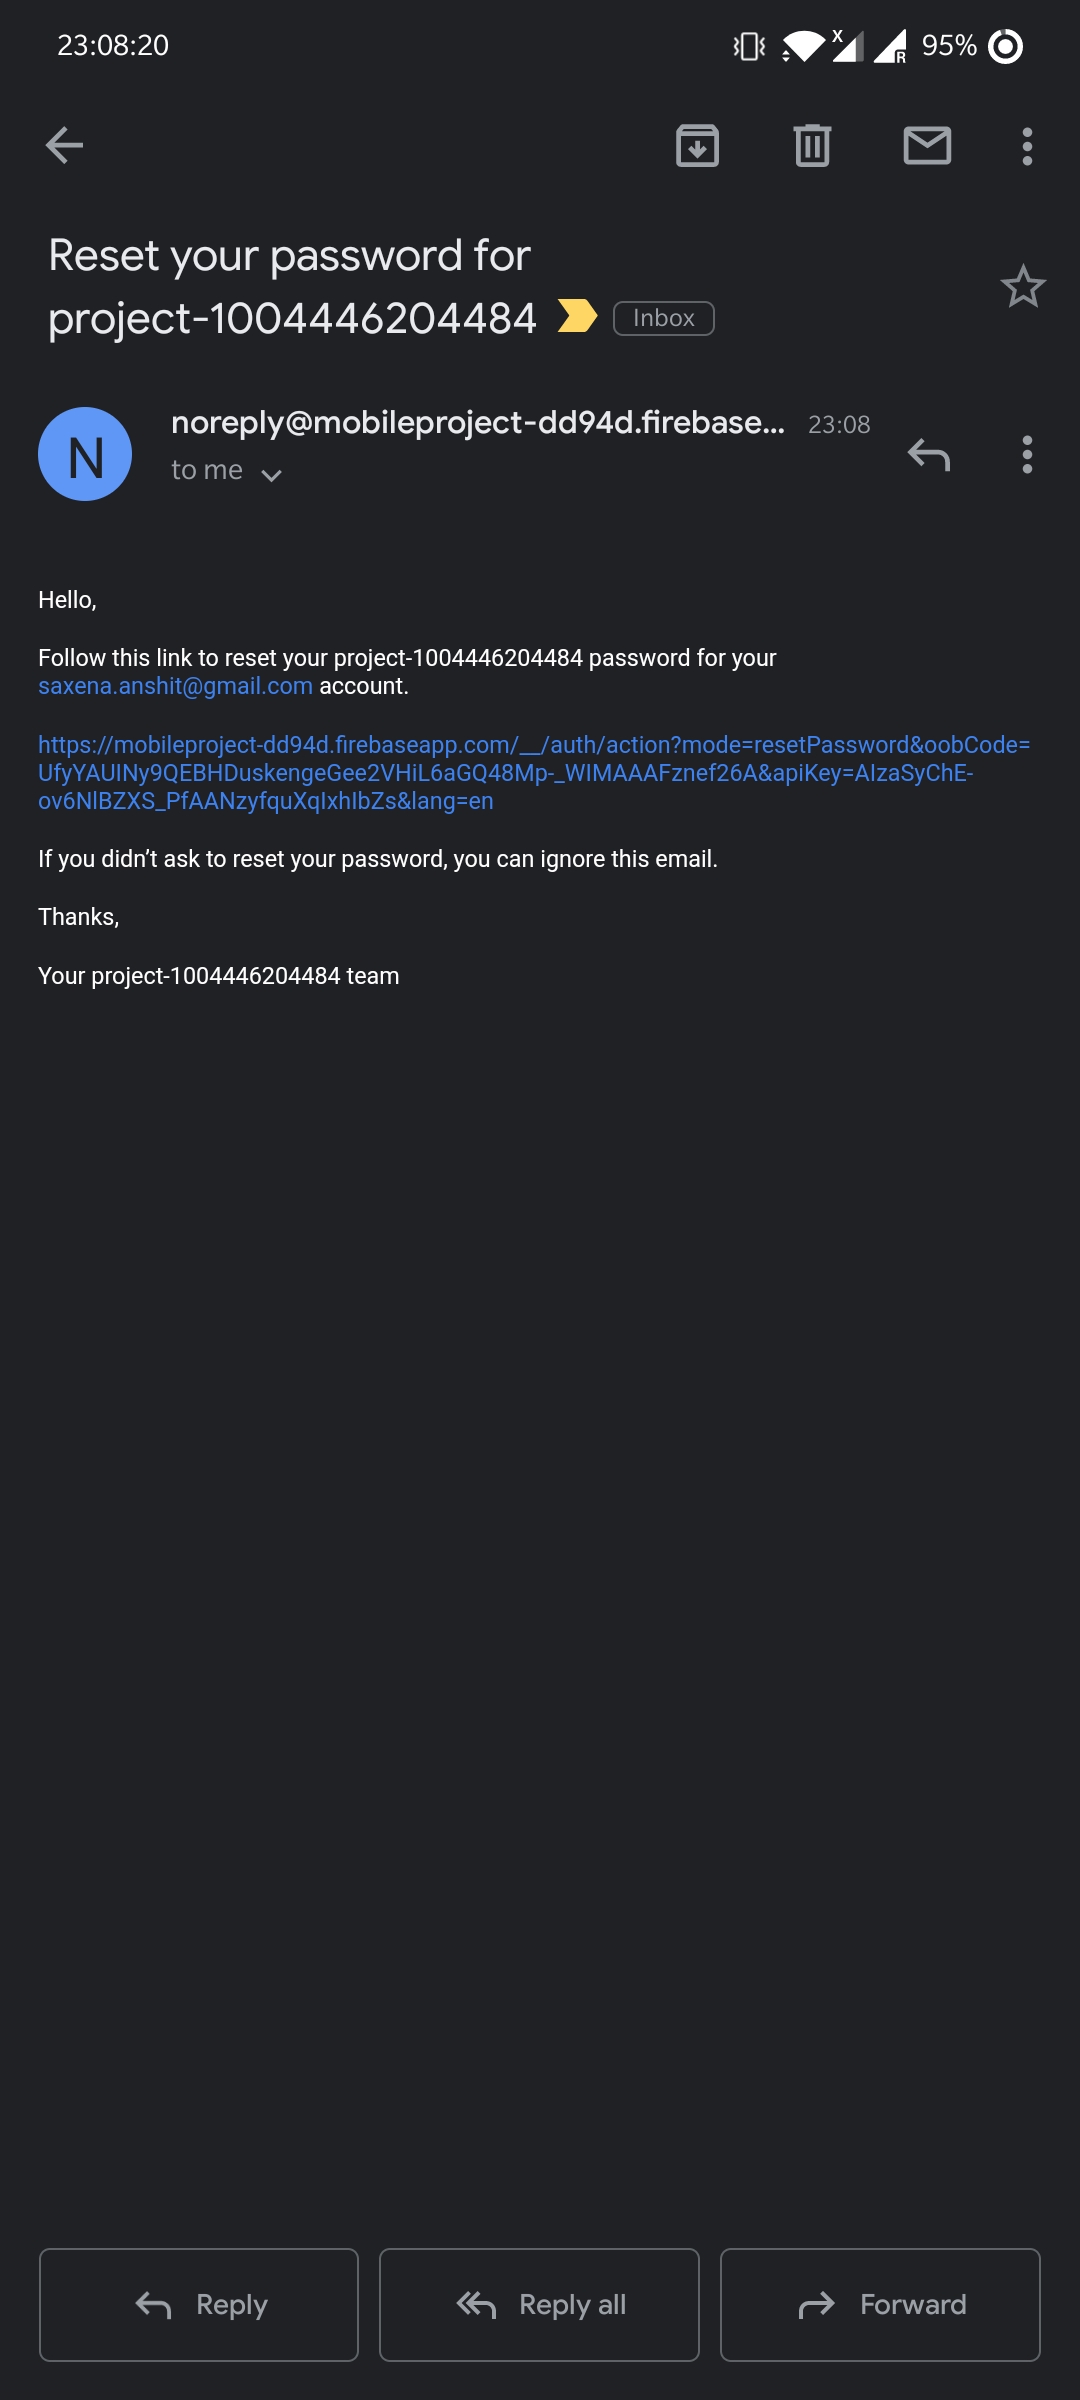 23:08:20
X
R
95%
Reset your password for
project-1004446204484
Inbox
N
noreply@mobileproject-dd94d.firebase...
23:08
to me
Hello,
Follow this link to reset your project-1004446204484 password for your
saxena.anshit@gmail.com account.
https://mobileproject-dd94d.firebaseapp.com/__/auth/action?mode=resetPassword&oobCode=
UfyYAUINy9QEBHDuskengeGee2VHiL6aGQ48Mp-_WIMAAAFznef26A&apiKey=AIzaSyChE-
ov6NlBZXS_PfAANzyfquXqIxhIbZs&lang=en
If you didn’t ask to reset your password, you can ignore this email.
Thanks,
Your project-1004446204484 team
Reply
Reply all
Forward